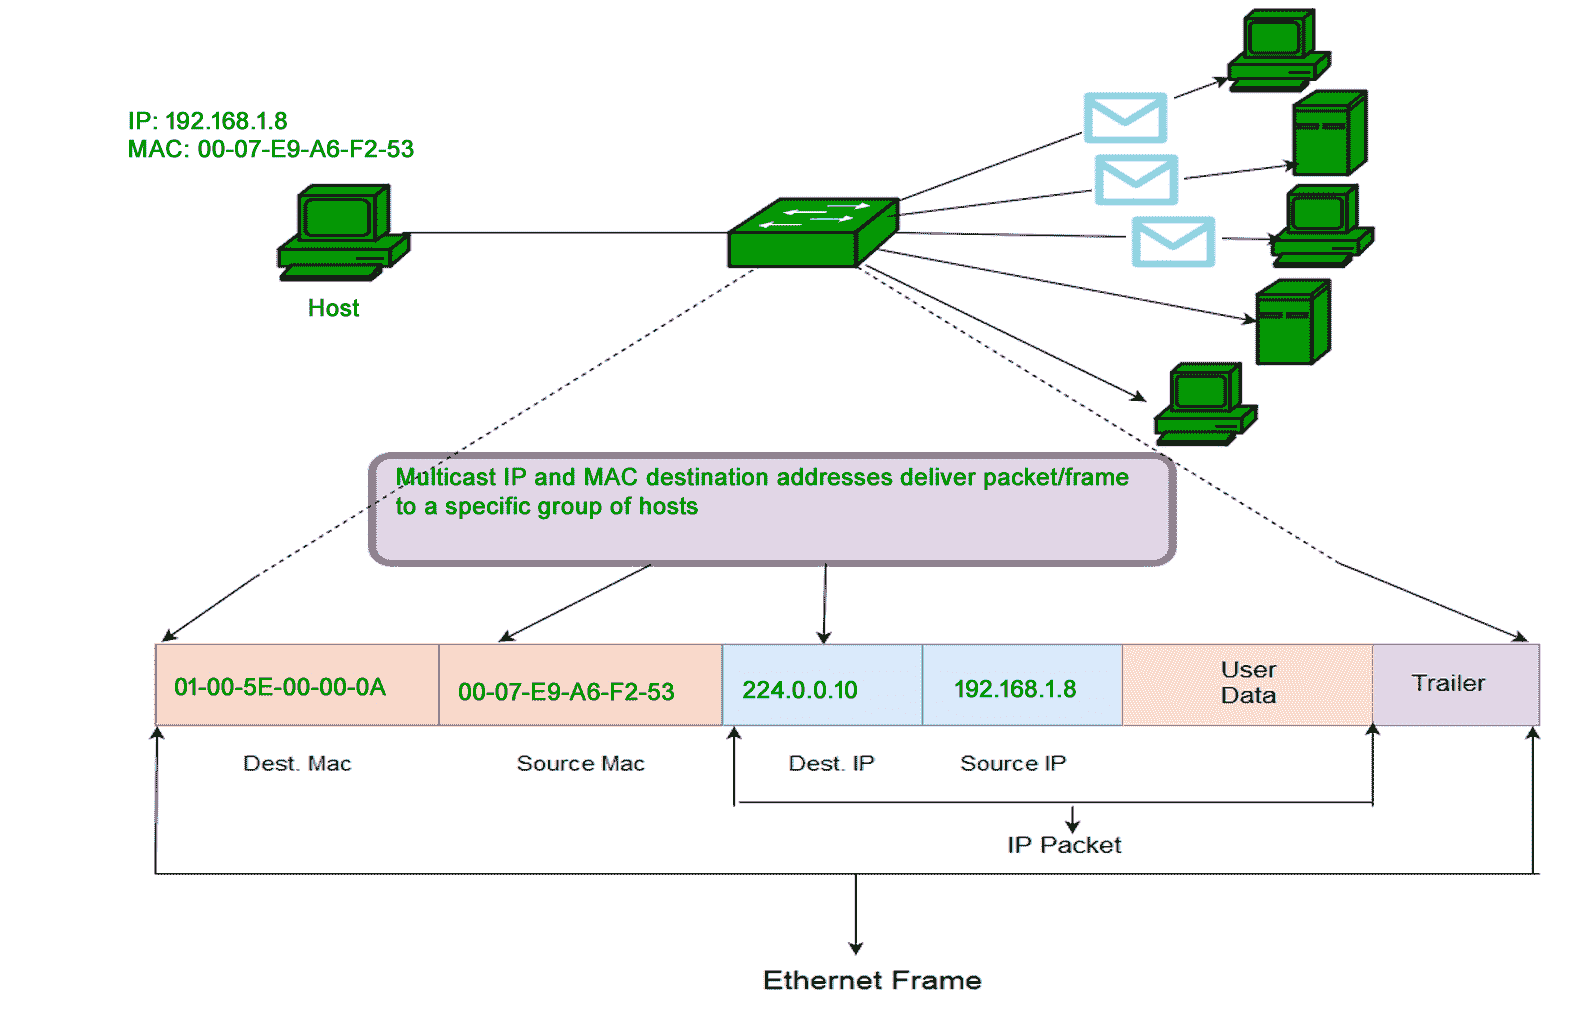 IP: 192.168.1.8
MAC: 00-07-E9-A6-F2-53
Host
Multicast IP and MAC destination addresses deliver packet/frame
to a specific group of hosts
01-00-5E-00-00-0A
00-07-E9-A6-F2-53
224.0.0.10
192.168.1.8
User
Data
Trailer
Dest. Mac
Source Mac
Dest. IP
Source IP
IP Packet
Ethernet Frame